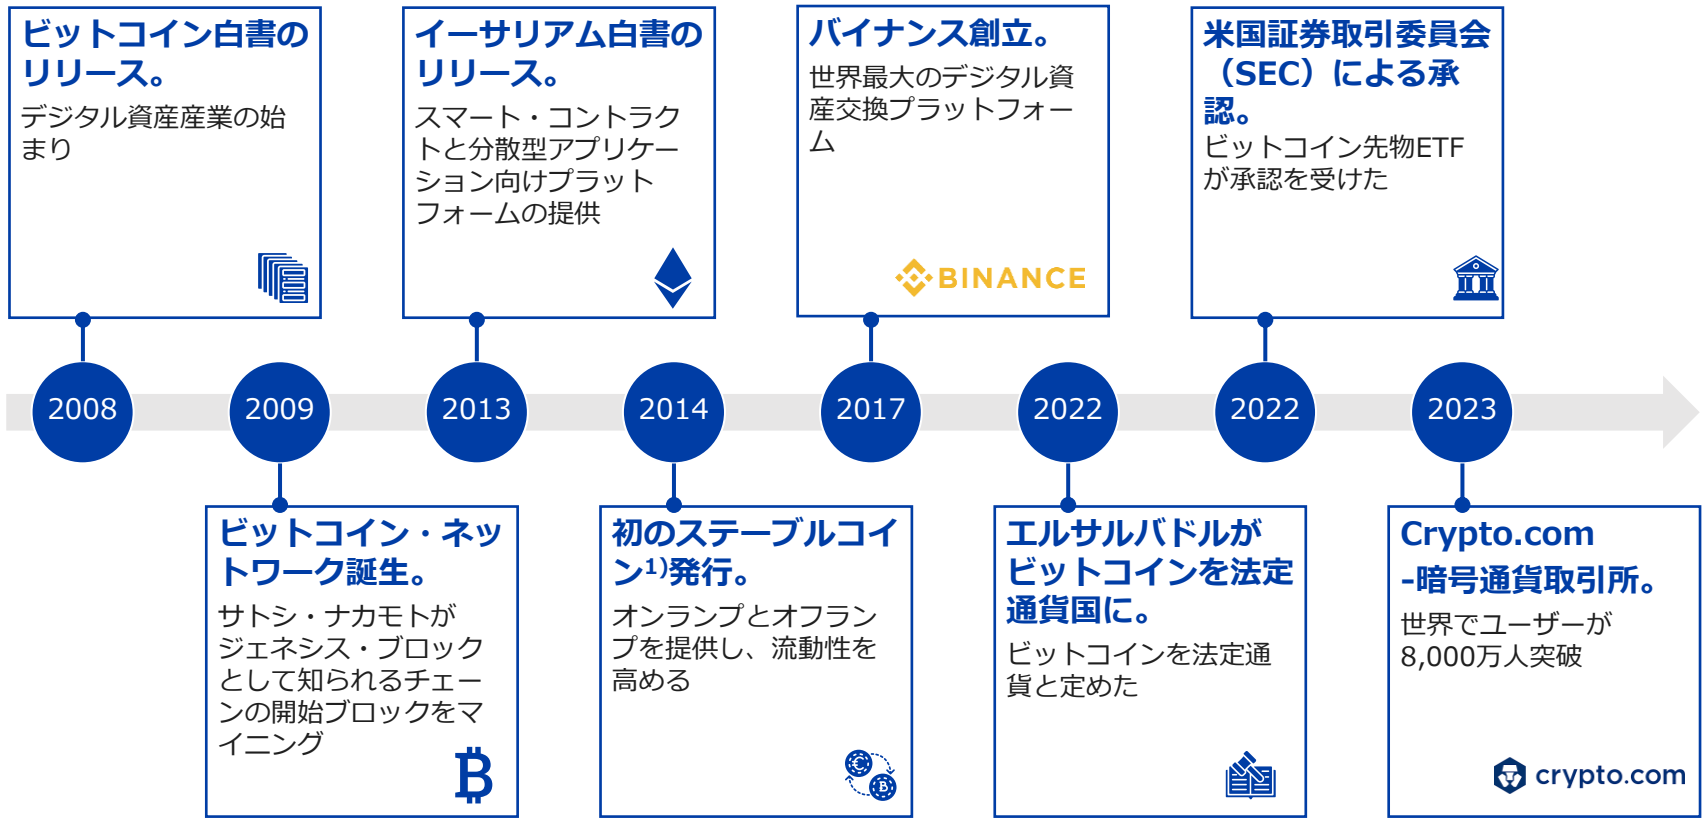 ビットコイン白書の
リリース。
デジタル資産産業の始
まり
イーサリアム白書の
リリース。
スマート・コントラク
トと分散型アプリケー
ション向けプラット
フォームの提供
バイナンス創立。
世界最大のデジタル資
産交換プラットフォー
ム
BINANCE
米国証券取引委員会
（SEC）による承
認。
ビットコイン先物ETF
が承認を受けた
2008
2009
2013
2014
2017
2022
2022
2023
ビットコイン・ネッ
トワーク誕生。
サトシ・ナカモトが
ジェネシス・ブロック
として知られるチェー
ンの開始ブロックをマ
イニング
初のステーブルコイ
ン1)発行。
オンランプとオフラン
プを提供し、流動性を
高める
エルサルバドルが
ビットコインを法定
通貨国に。
ビットコインを法定通
貨と定めた
Crypto.com
-暗号通貨取引所。
世界でユーザーが
8,000万人突破
crypto.com